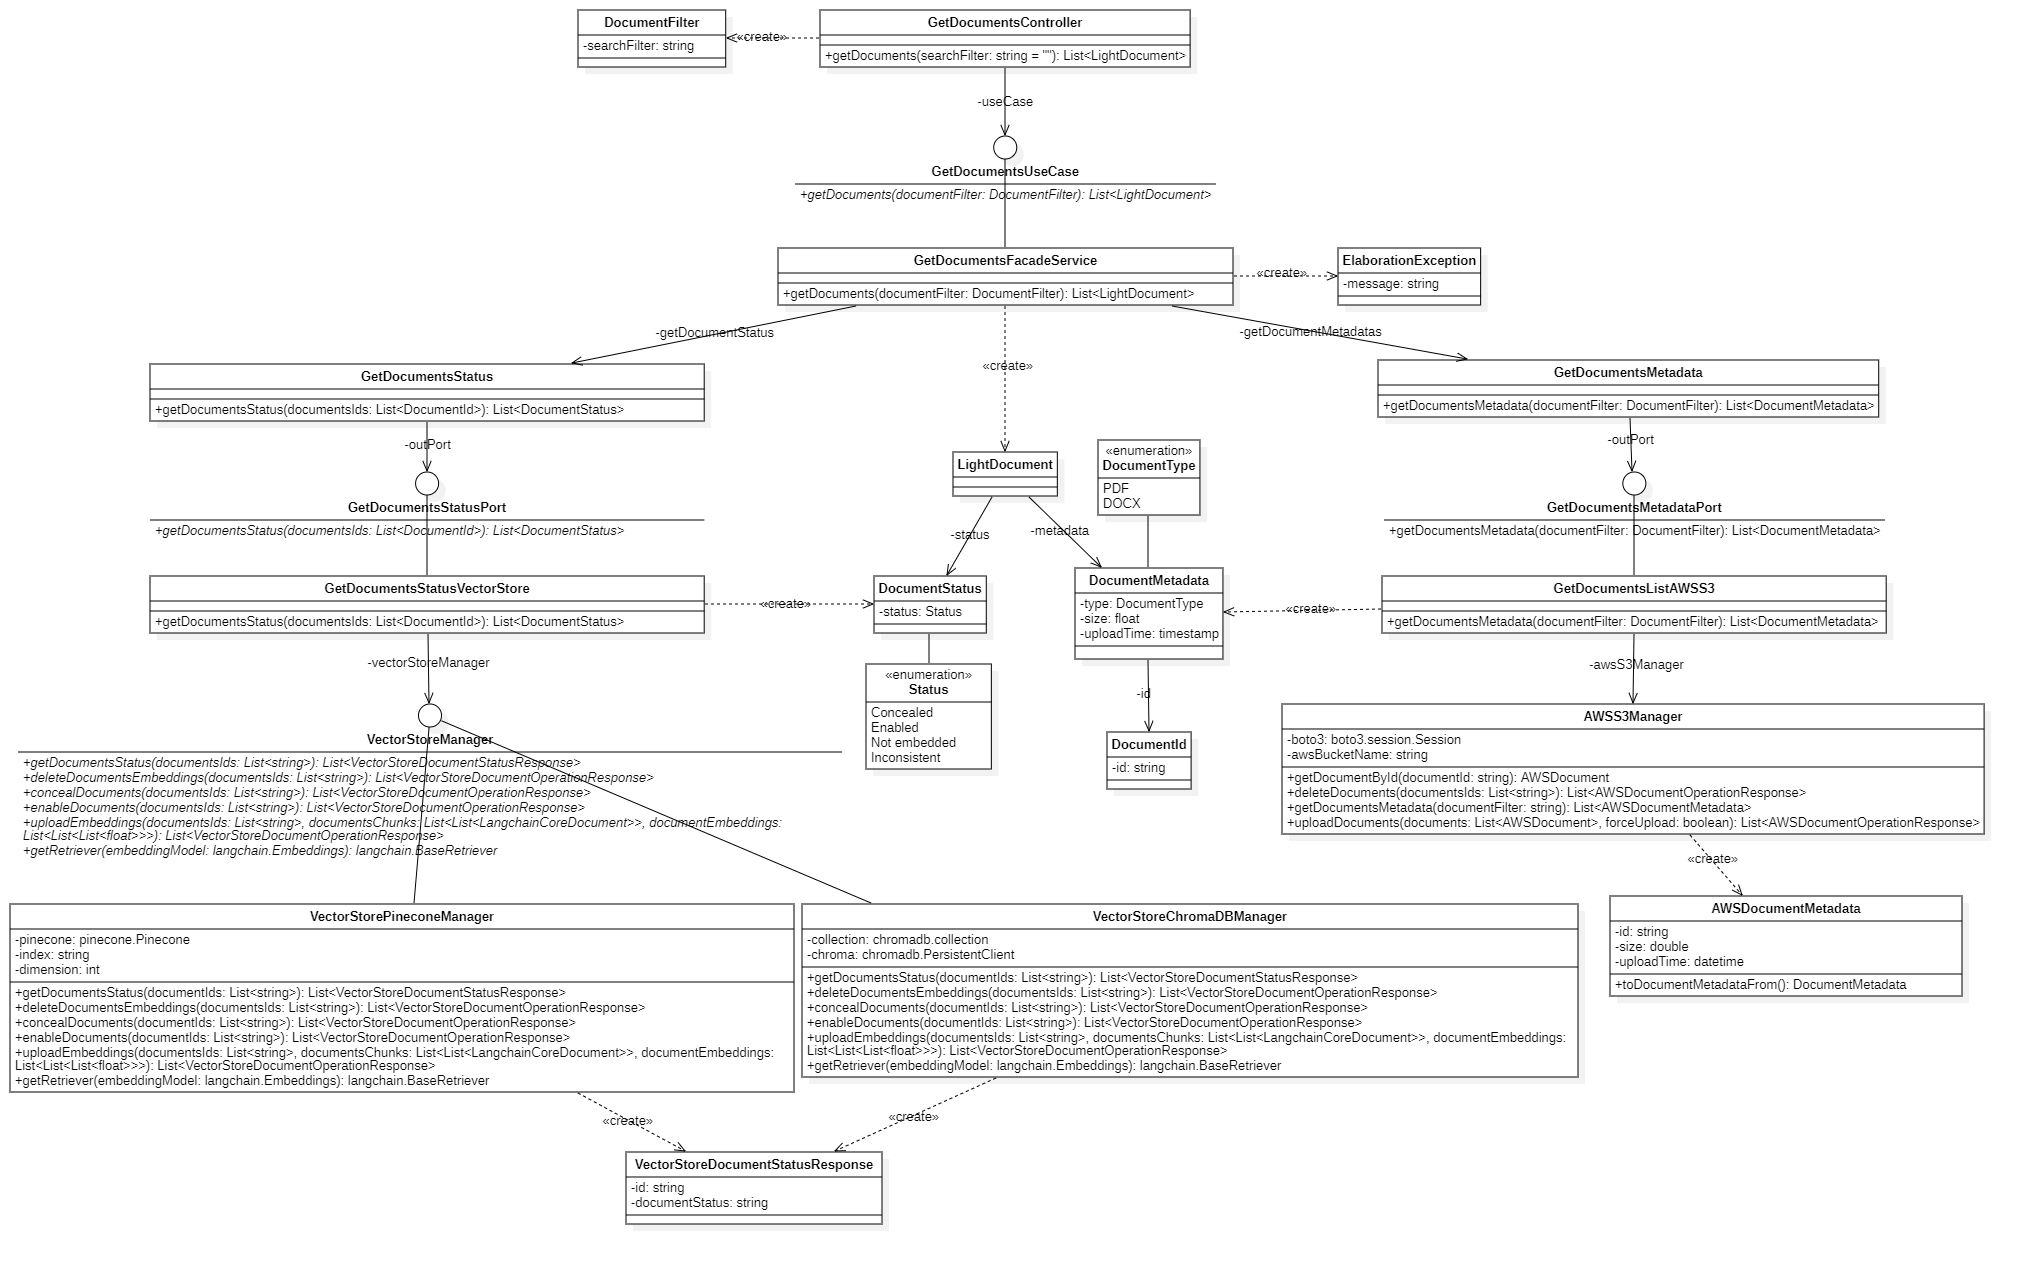 DocumentFilter
-searchFilter: string
«create»
GetDocumentsController
+getDocuments(searchFilter: string = ""): List<LightDocument>
-useCase
GetDocumentsUseCase
+getDocuments(documentFilter: DocumentFilter): List<LightDocument>
GetDocumentsFacadeService
+getDocuments(documentFilter: DocumentFilter): List<LightDocument>
«create»
ElaborationException
-message: string
-getDocumentStatus
«create»
-getDocumentMetadatas
GetDocumentsStatus
+getDocumentsStatus(documentsIds: List<DocumentId>): List<DocumentStatus>
GetDocumentsMetadata
+getDocumentsMetadata(documentFilter: DocumentFilter): List<DocumentMetadata>
-outPort
-outPort
LightDocument
«enumeration»
DocumentType
PDF
DOCX
GetDocumentsStatusPort
+getDocumentsStatus(documentsIds: List<DocumentId>): List<DocumentStatus>
-status
-metadata
GetDocumentsMetadataPort
+getDocumentsMetadata(documentFilter: DocumentFilter): List<DocumentMetadata>
GetDocumentsStatusVectorStore
+getDocumentsStatus(documentsIds: List<DocumentId>): List<DocumentStatus>
«create»
DocumentStatus
-status: Status
DocumentMetadata
-type: DocumentType
-size: float
-uploadTime: timestamp
«create»
GetDocumentsListAWSS3
+getDocumentsMetadata(documentFilter: DocumentFilter): List<DocumentMetadata>
-vectorStoreManager
«enumeration»
Status
Concealed
Enabled
Not embedded
Inconsistent
-id
DocumentId
-id: string
-awsS3Manager
AWSS3Manager
-boto3: boto3.session.Session
-awsBucketName: string
+getDocumentById(documentId: string): AWSDocument
+deleteDocuments(documentsIds: List<string>): List<AWSDocumentOperationResponse>
+getDocumentsMetadata(documentFilter: string): List<AWSDocumentMetadata>
+uploadDocuments(documents: List<AWSDocument>, forceUpload: boolean): List<AWSDocumentOperationResponse>
VectorStoreManager
+getDocumentsStatus(documentsIds: List<string>): List<VectorStoreDocumentStatusResponse>
+deleteDocumentsEmbeddings(documentsIds: List<string>): List<VectorStoreDocumentOperationResponse>
+concealDocuments(documentsIds: List<string>): List<VectorStoreDocumentOperationResponse>
+enableDocuments(documentsIds: List<string>): List<VectorStoreDocumentOperationResponse>
+uploadEmbeddings(documentsIds: List<string>, documentsChunks: List<List<LangchainCoreDocument>>, documentEmbeddings:
List<List<List<float>>>): List<VectorStoreDocumentOperationResponse>
+getRetriever(embeddingModel: langchain.Embeddings): langchain.BaseRetriever
«create»
AWSDocumentMetadata
-id: string
-size: double
-uploadTime: datetime
+toDocumentMetadataFrom(): DocumentMetadata
VectorStorePineconeManager
-pinecone: pinecone.Pinecone
-index: string
-dimension: int
+getDocumentsStatus(documentIds: List<string>): List<VectorStoreDocumentStatusResponse>
+deleteDocumentsEmbeddings(documentsIds: List<string>): List<VectorStoreDocumentOperationResponse>
+concealDocuments(documentIds: List<string>): List<VectorStoreDocumentOperationResponse>
+enableDocuments(documentIds: List<string>): List<VectorStoreDocumentOperationResponse>
+uploadEmbeddings(documentsIds: List<string>, documentsChunks: List<List<LangchainCoreDocument>>, documentEmbeddings:
List<List<List<float>>>): List<VectorStoreDocumentOperationResponse>
+getRetriever(embeddingModel: langchain.Embeddings): langchain.BaseRetriever
VectorStoreChromaDBManager
-collection: chromadb.collection
-chroma: chromadb.PersistentClient
+getDocumentsStatus(documentIds: List<string>): List<VectorStoreDocumentStatusResponse>
+deleteDocumentsEmbeddings(documentsIds: List<string>): List<VectorStoreDocumentOperationResponse>
+concealDocuments(documentIds: List<string>): List<VectorStoreDocumentOperationResponse>
+enableDocuments(documentIds: List<string>): List<VectorStoreDocumentOperationResponse>
+uploadEmbeddings(documentsIds: List<string>, documentsChunks: List<List<LangchainCoreDocument>>, documentEmbeddings:
List<List<List<float>>>): List<VectorStoreDocumentOperationResponse>
+getRetriever(embeddingModel: langchain.Embeddings): langchain.BaseRetriever
«create»
«create»
VectorStoreDocumentStatusResponse
-id: string
-documentStatus: string